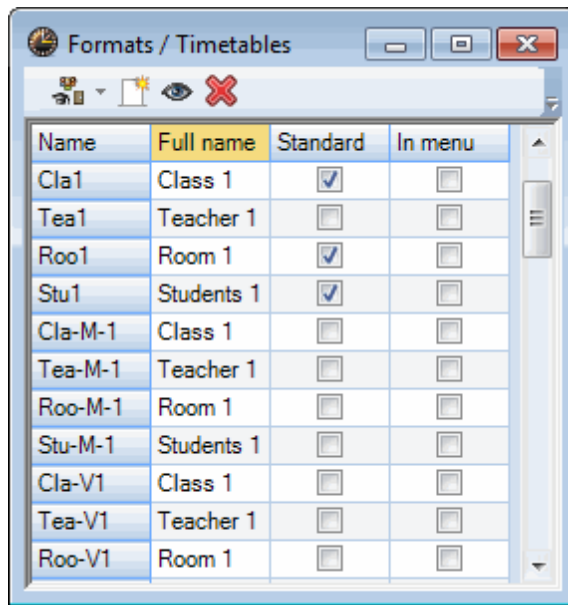 Formats / Timetables
Name Full name Standard In menu
Cla1 Class 1
Tea1 Teacher 1
Roo1 Room 1
Stu1 Students 1
Cla-M-1 Class 1
Tea-M-1 Teacher 1
Roo-M-1 Room 1
Stu-M-1 Students 1
Cla-V1 Class 1
Tea-V1 Teacher 1
Roo-V1 Room 1